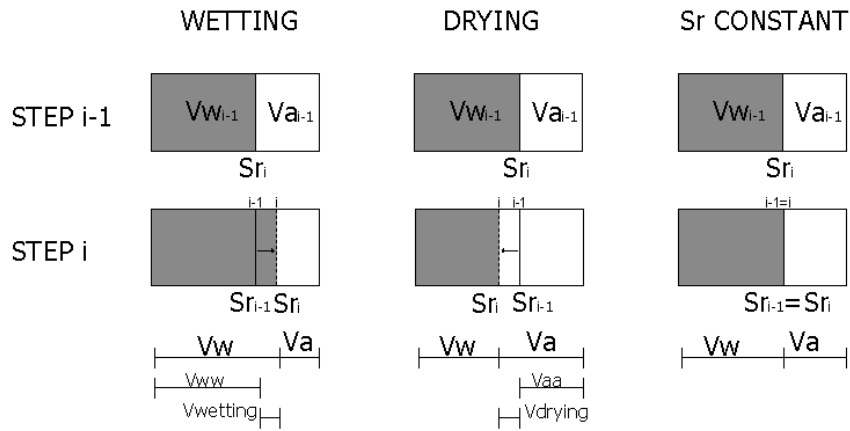 WETTING DRYING Sr CONSTANT
STEP i-1 Vwi-1 Vai-1 Vwi-1 Vai-1 Vwi-1 Vai-1
Sri Sri Sri
i-1 i i i-1 i-1=i
STEP i
Sri-1 Sri Sri Sri-1 Sri-1=Sri
Vw Va Vw Va Vw Va
Vww Vaa
Vwetting Vdrying